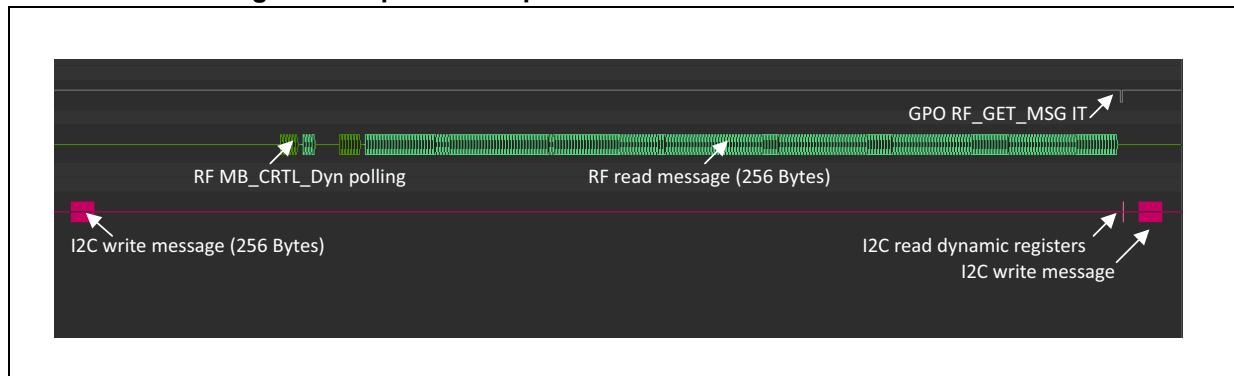 GPO RF_GET_MSG IT
RF MB_CRTL_Dyn polling
RF read message (256 Bytes)
I2C write message (256 Bytes)
I2C read dynamic registers
I2C write message